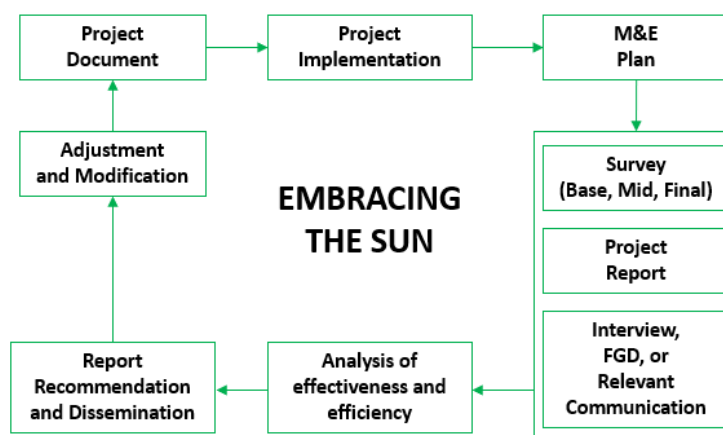 Project
Document
Project
Implementation
M&E
Plan
Adjustment
and Modification
EMBRACING
THE SUN
Survey
(Base, Mid, Final)
Project
Report
Interview,
FGD, or
Relevant
Communication
Analysis of
effectiveness and
efficiency
Report
Recommendation
and Dissemination